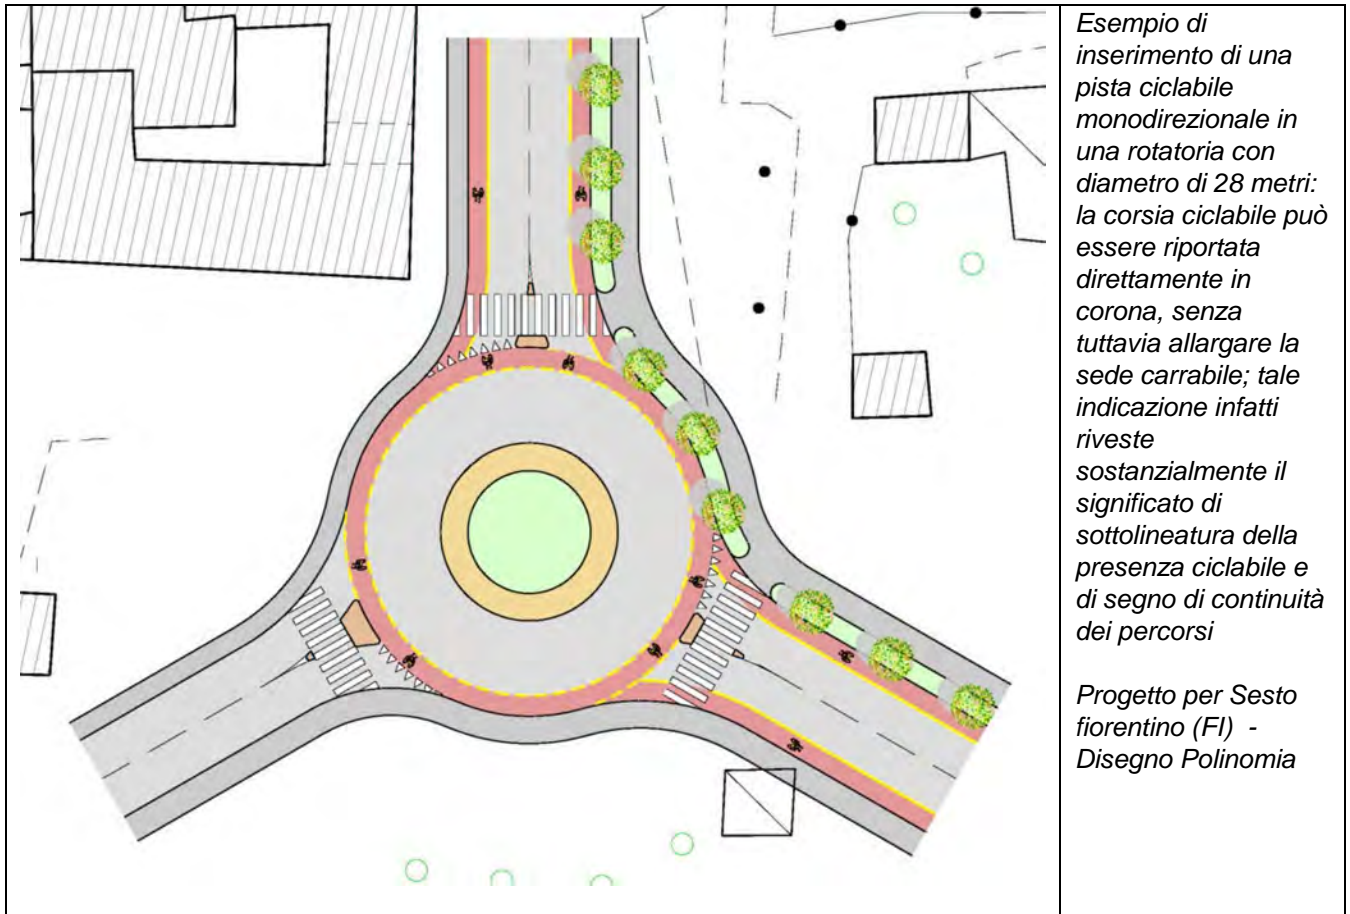 Esempio di
inserimento di una
pista ciclabile
monodirezionale in
una rotatoria con
diametro di 28 metri:
la corsia ciclabile può
essere riportata
direttamente in
corona, senza
tuttavia allargare la
sede carrabile; tale
indicazione infatti
riveste
sostanzialmente il
significato di
sottolineatura della
presenza ciclabile e
di segno di continuità
dei percorsi
Progetto per Sesto
fiorentino (FI) -
Disegno Polinomia